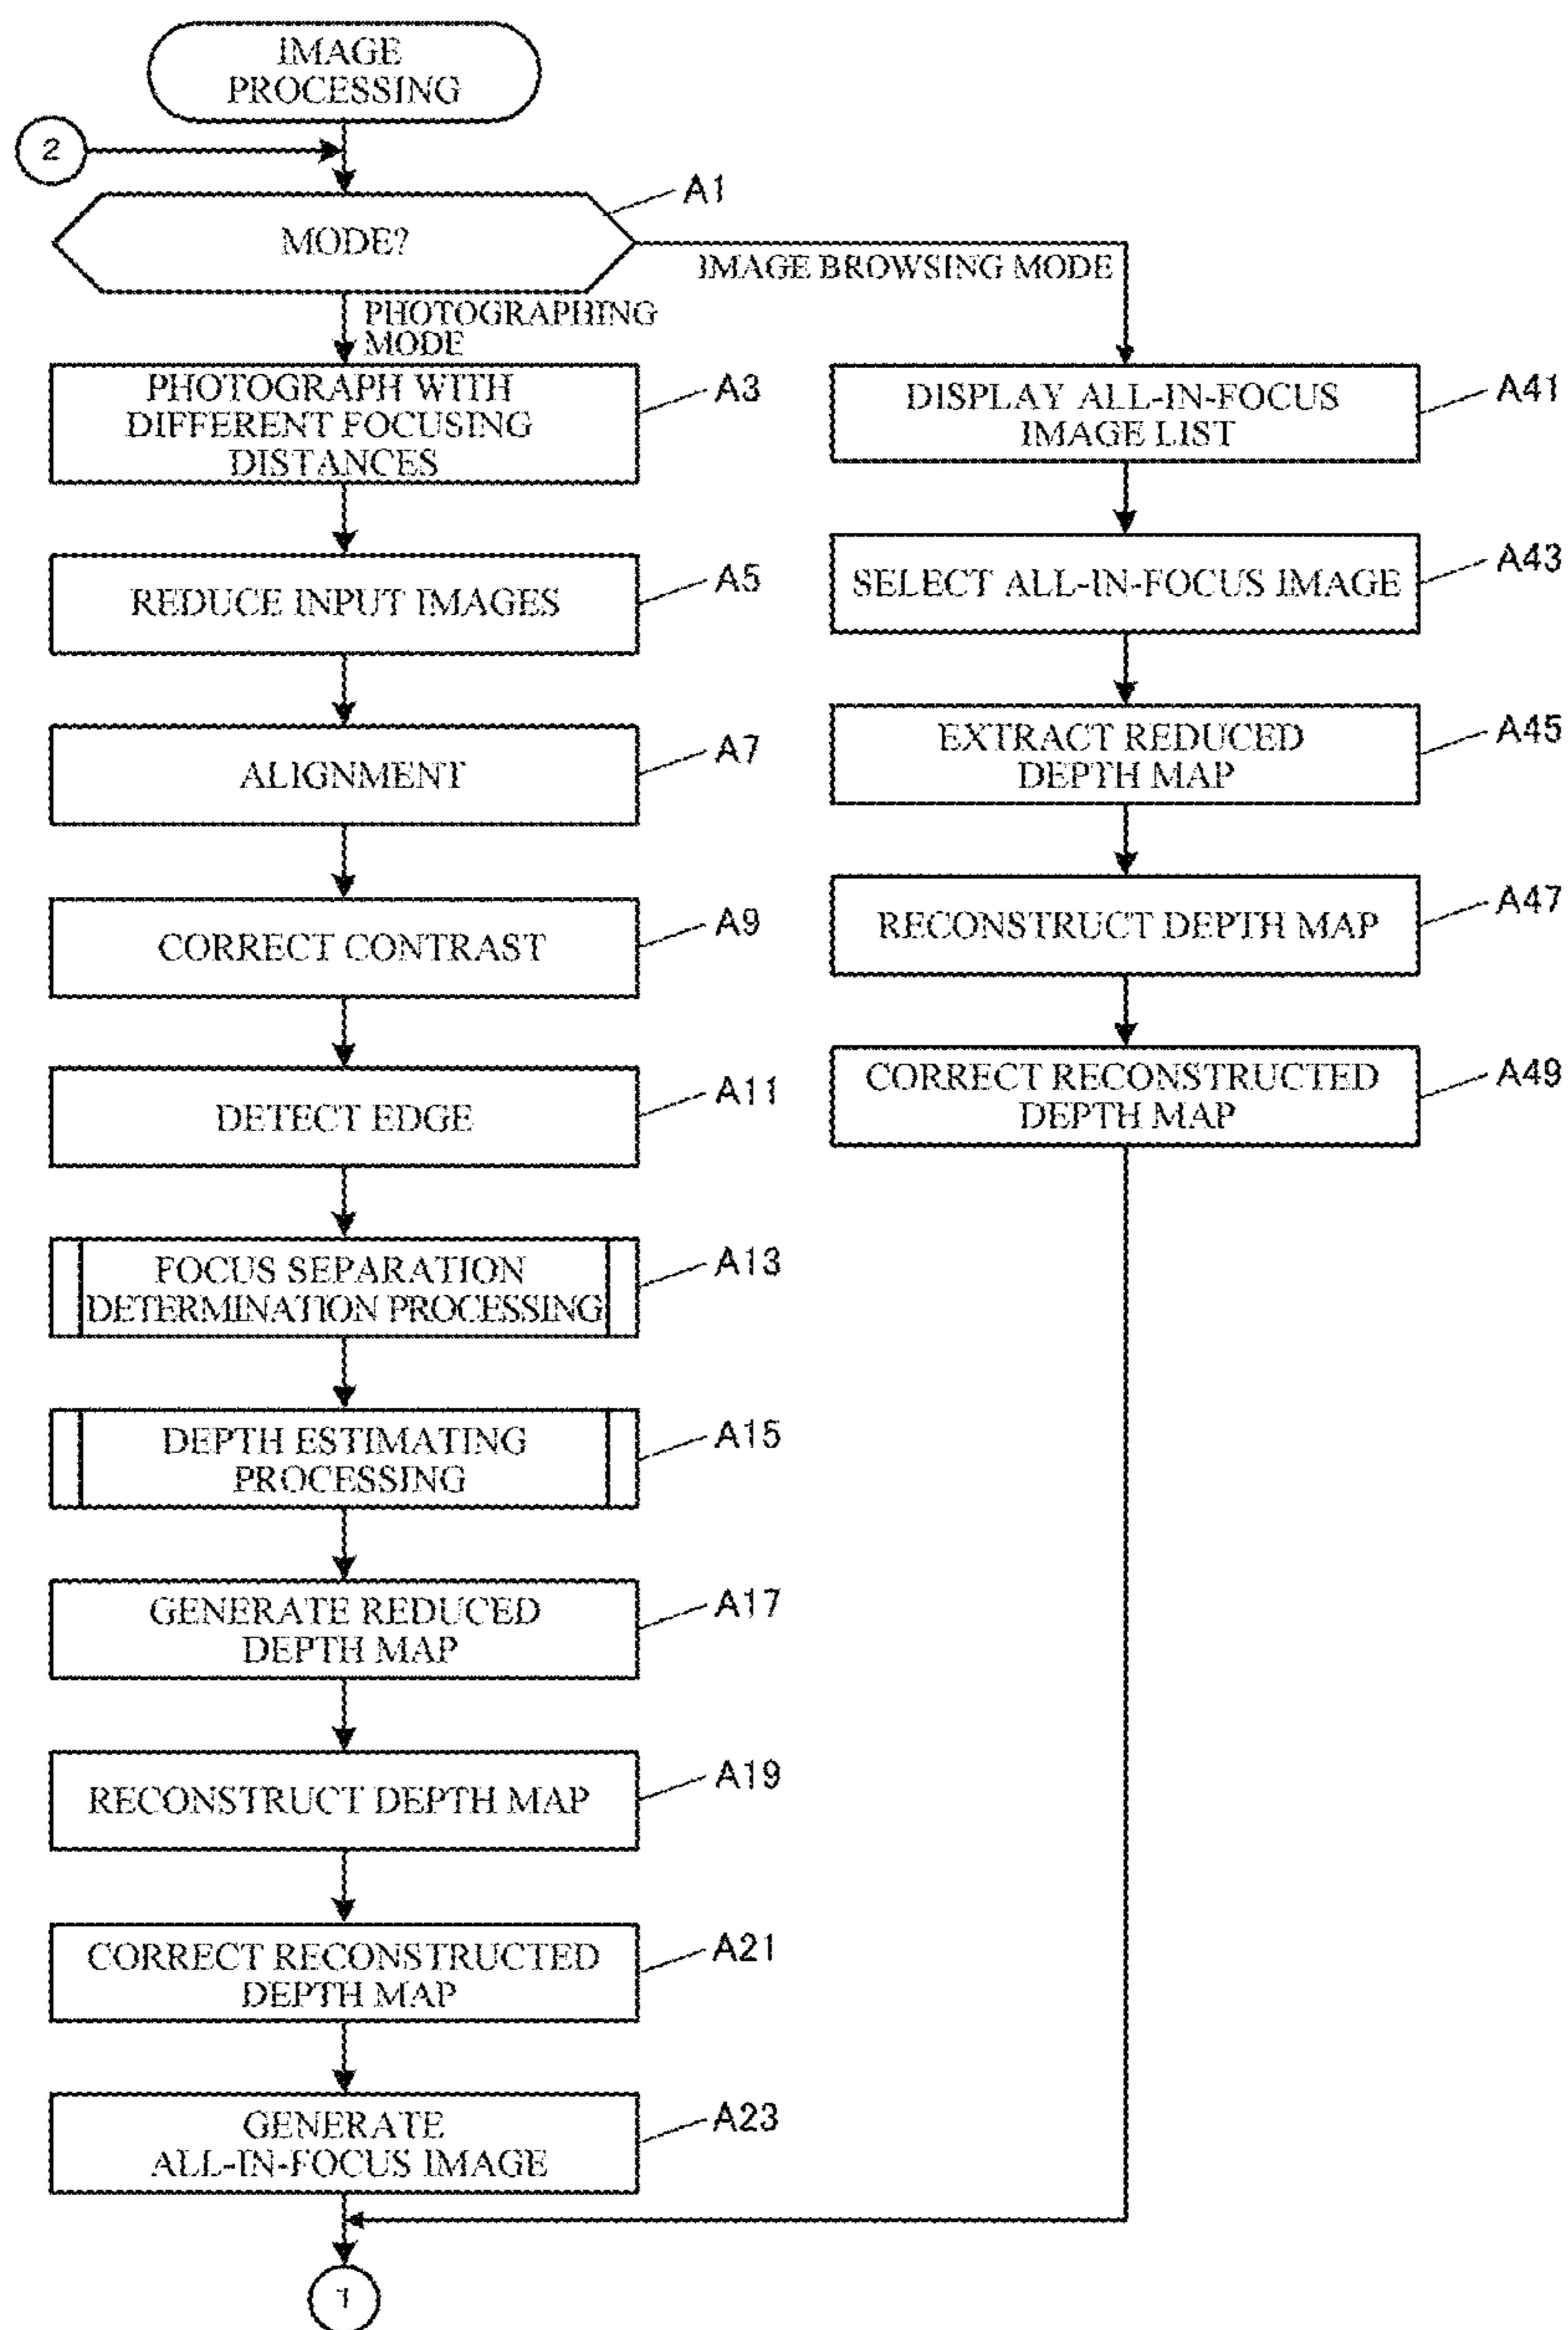 IMAGE
PROCESSING
2
A1
MODE?
IMAGE BROWSING MODE
PHOTOGRAPHING
MODE
PHOTOGRAPH WITH
DIFFERENT FOCUSING
DISTANCES
A3
REDUCE INPUT IMAGES
A5
ALIGNMENT
A7
CORRECT CONTRAST
A9
DETECT EDGE
A11
FOCUS SEPARATION
DETERMINATION PROCESSING
A13
DEPTH ESTIMATING
PROCESSING
A15
GENERATE REDUCED
DEPTH MAP
A17
RECONSTRUCT DEPTH MAP
A19
CORRECT RECONSTRUCTED
DEPTH MAP
A21
GENERATE
ALL-IN-FOCUS IMAGE
A23
1
DISPLAY ALL-IN-FOCUS
IMAGE LIST
A41
SELECT ALL-IN-FOCUS IMAGE
A43
EXTRACT REDUCED
DEPTH MAP
A45
RECONSTRUCT DEPTH MAP
A47
CORRECT RECONSTRUCTED
DEPTH MAP
A49